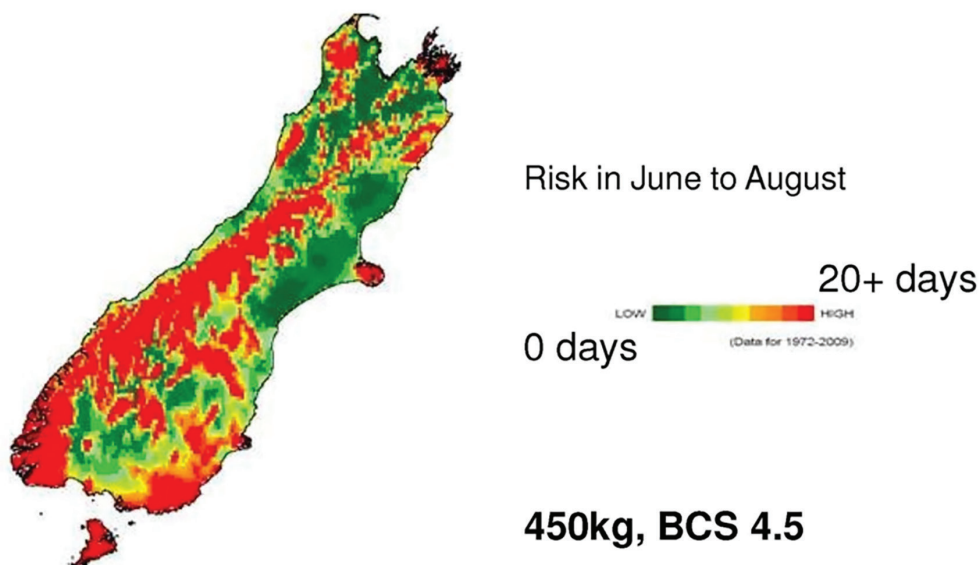 Risk in June to August
20+ days
LOW HIGH
0 days
(Data for 1972-2009)
450kg, BCS 4.5